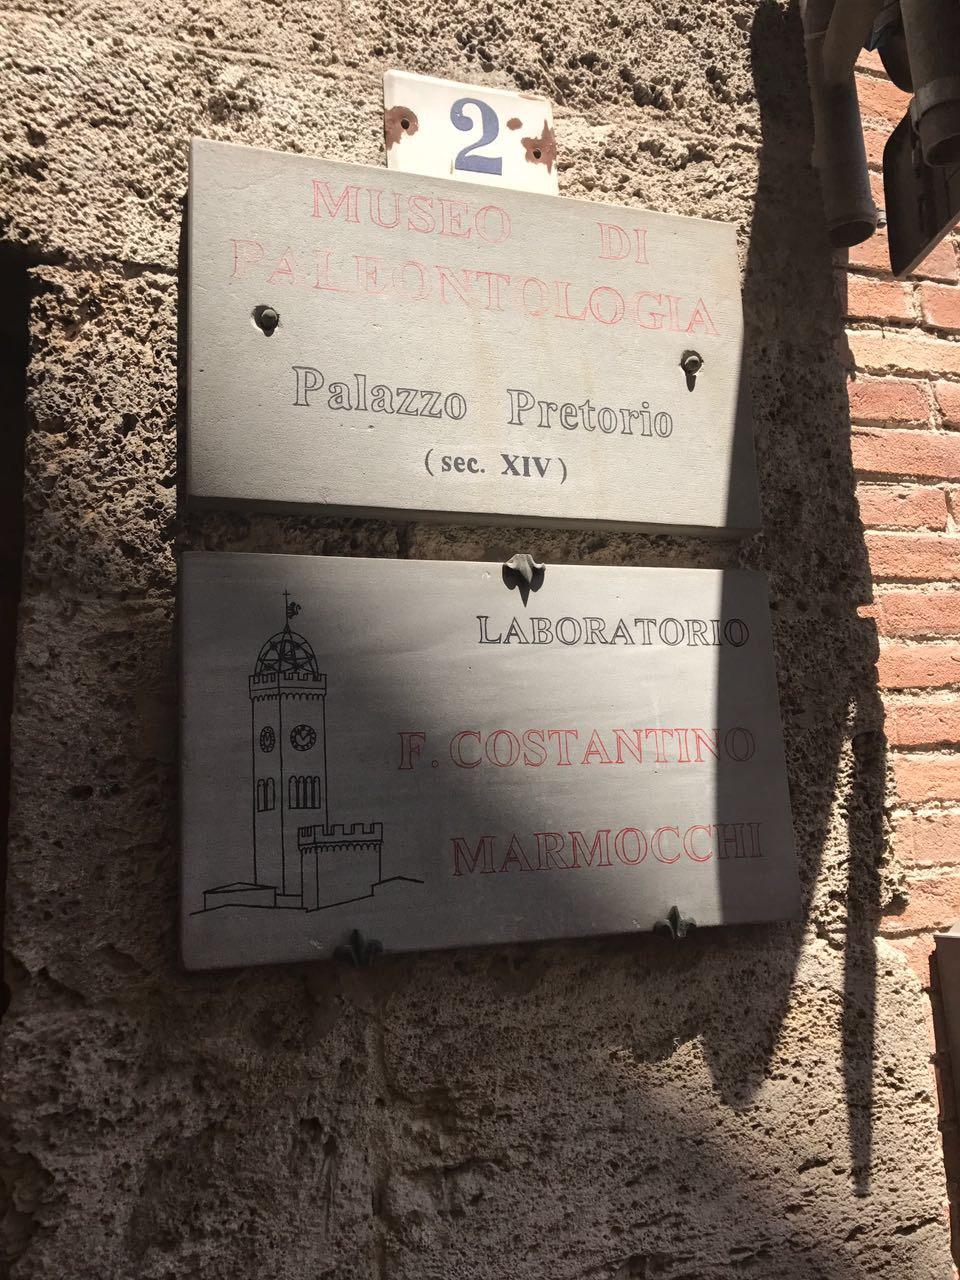 2
MUSEO DI
PALEONTOLOGIA
Palazzo Pretorio
(sec. XIV)
LABORATORIO
F. COSTANTINO
MARMOCCHI